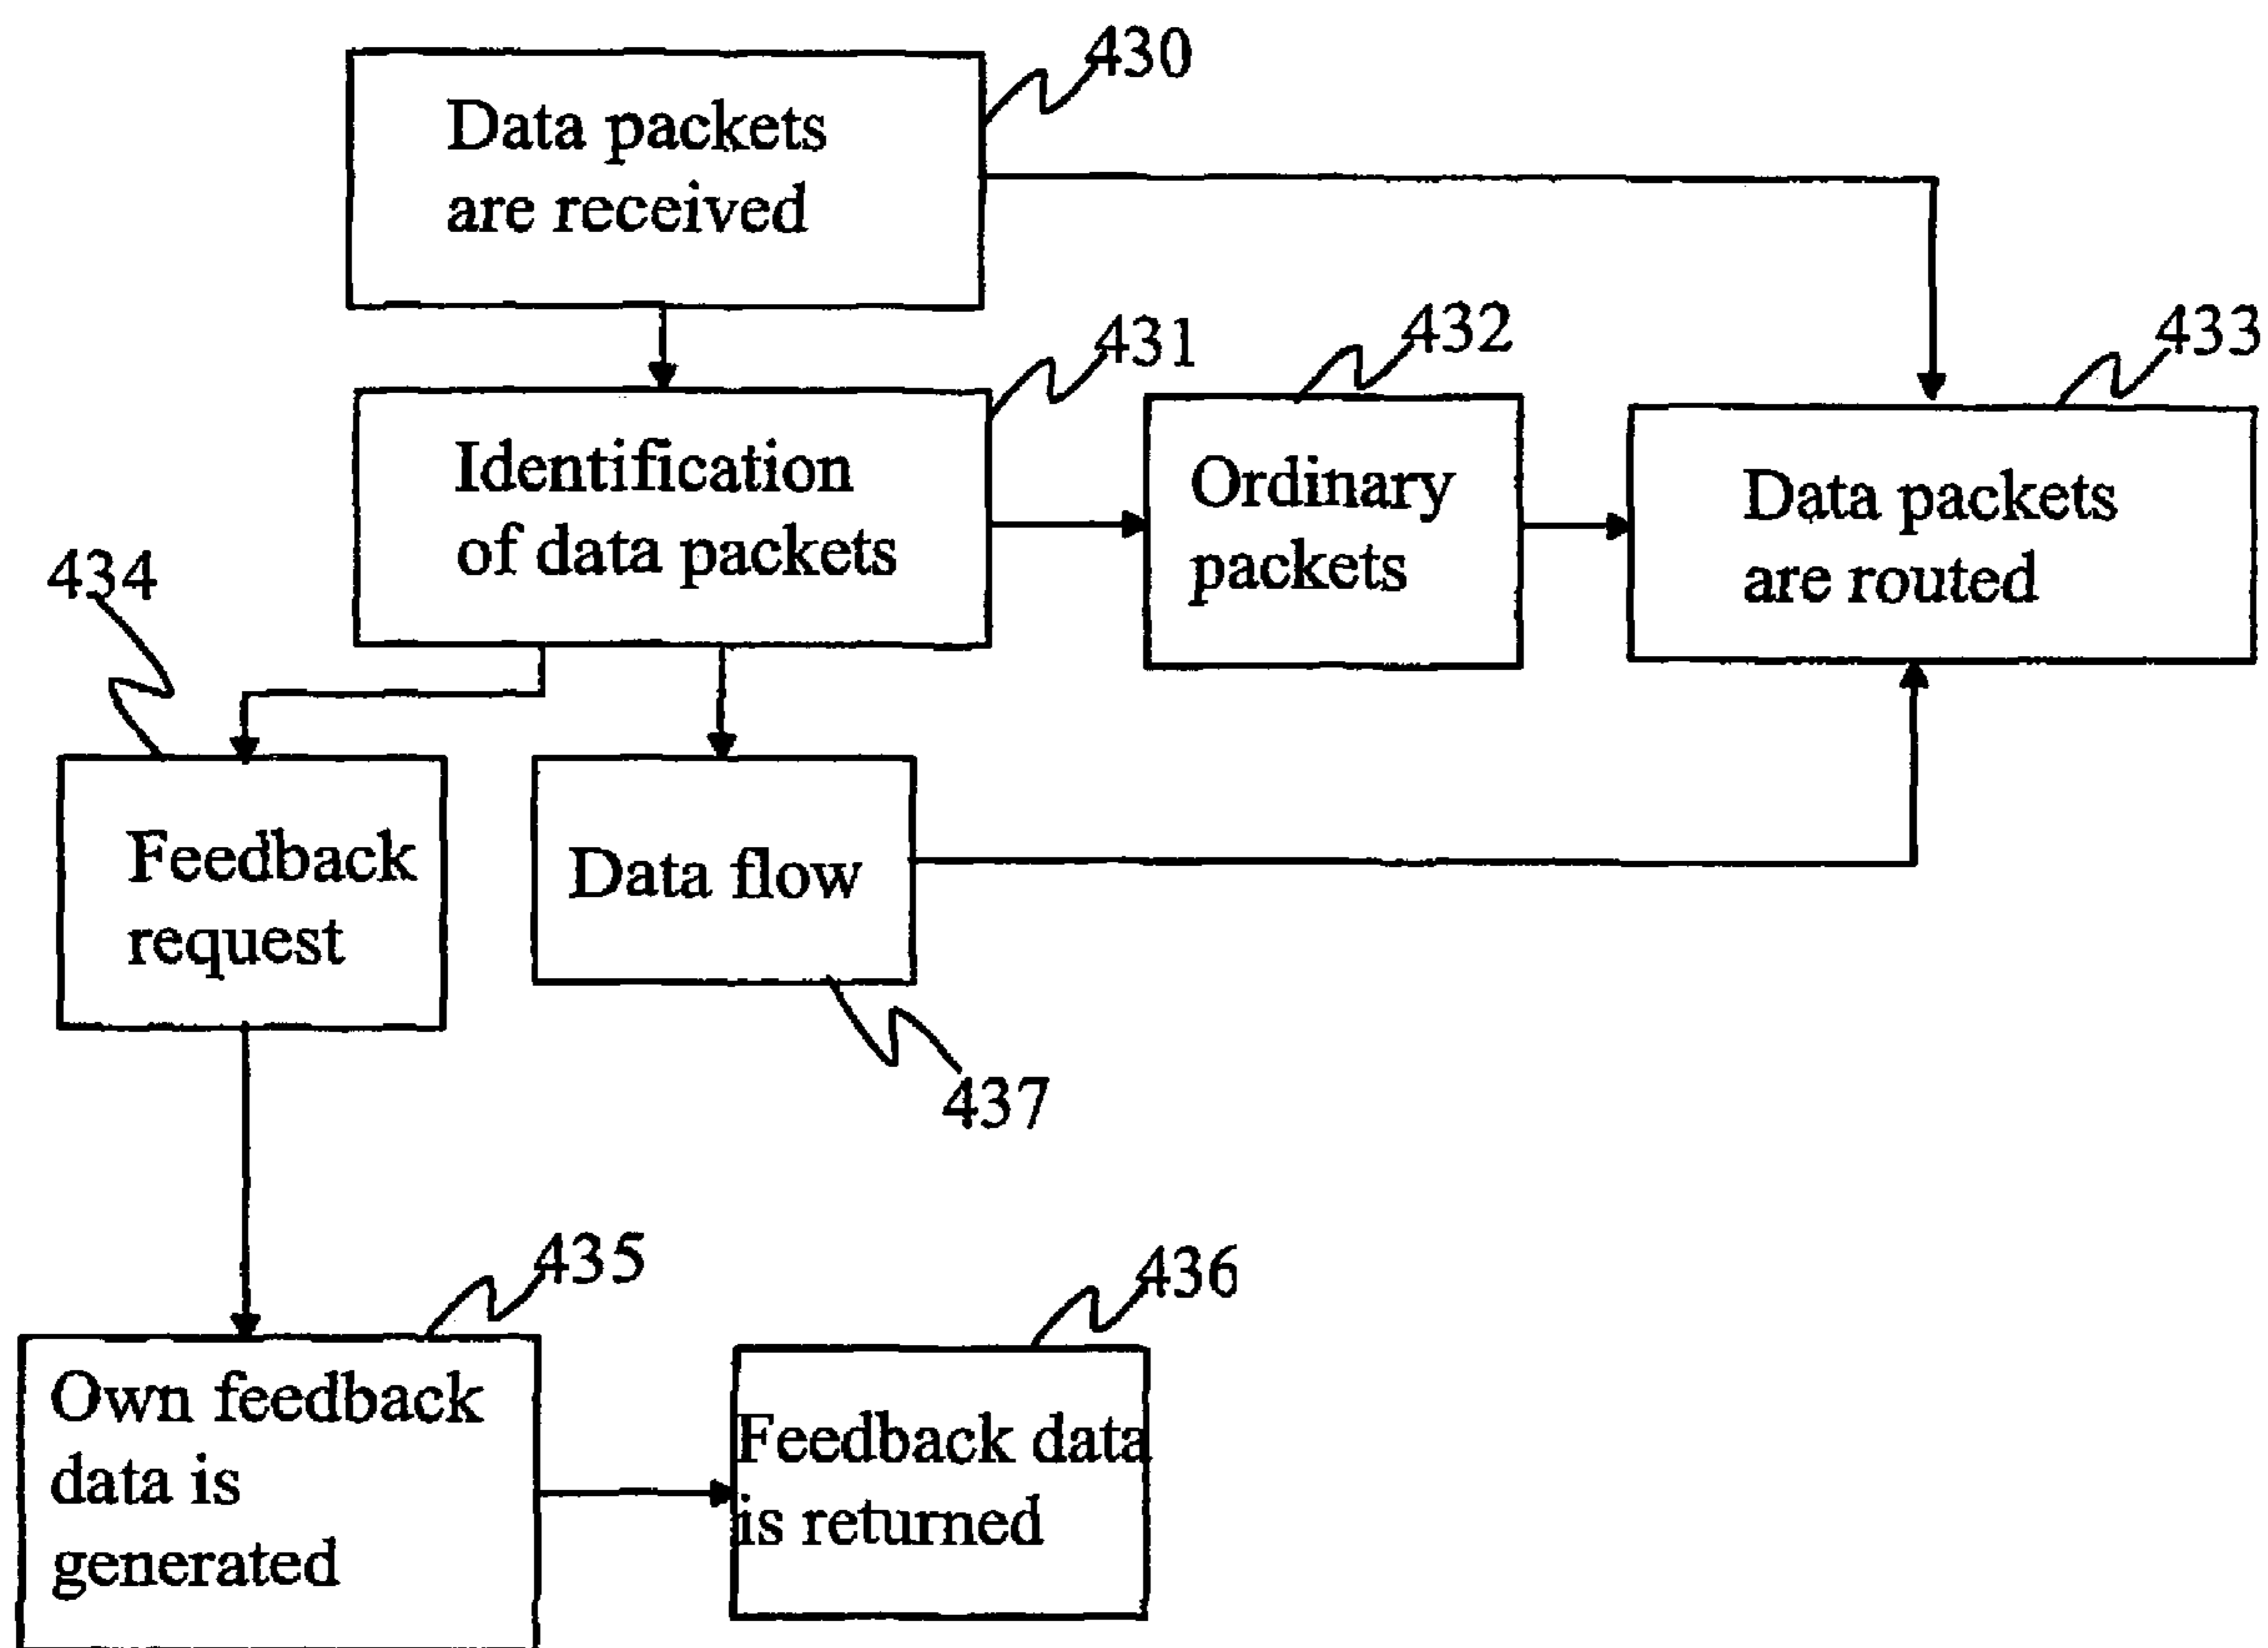 430
Data packets
are received
431
432
433
Identification
of data packets
Ordinary
packets
Data packets
are routed
434
Feedback
request
Data flow
437
435
436
Own feedback
data is
generated
Feedback data
is returned